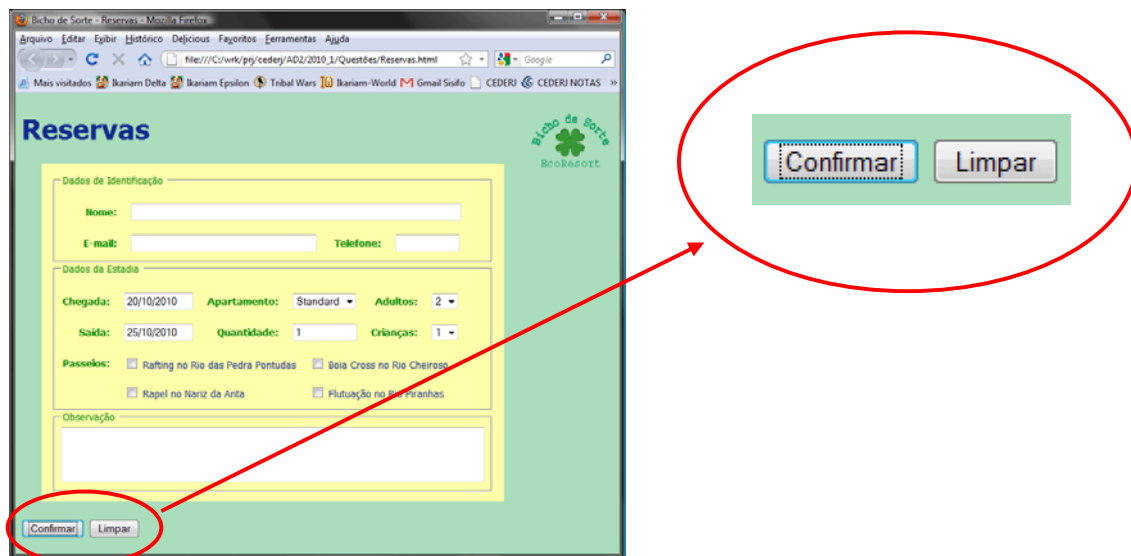 Bicho de Sorte - Reservas - Mozilla Firefox
Arquivo Editar Exibir Histórico Delicious Favoritos Ferramentas Ajuda
file:///C:/wrk/prj/cederj/AD2/2010_1/Questões/Reservas.html Google
Mais visitados Ikariam Delta Ikariam Epsilon Tribal Wars Ikariam-World Gmail Sisifo CEDERJ CEDERJ NOTAS »
Reservas
Bicho de Sorte
EcoResort
Dados de Identificação
Nome:
E-mail: Telefone:
Dados da Estadia
Chegada: 20/10/2010 Apartamento: Standard Adultos: 2
Saída: 25/10/2010 Quantidade: 1 Crianças: 1
Passeios: Rafting no Rio das Pedra Pontudas Boia Cross no Rio Cheiroso
Rapel no Nariz da Anta Flutuação no Rio Piranhas
Observação
Confirmar Limpar
Confirmar Limpar